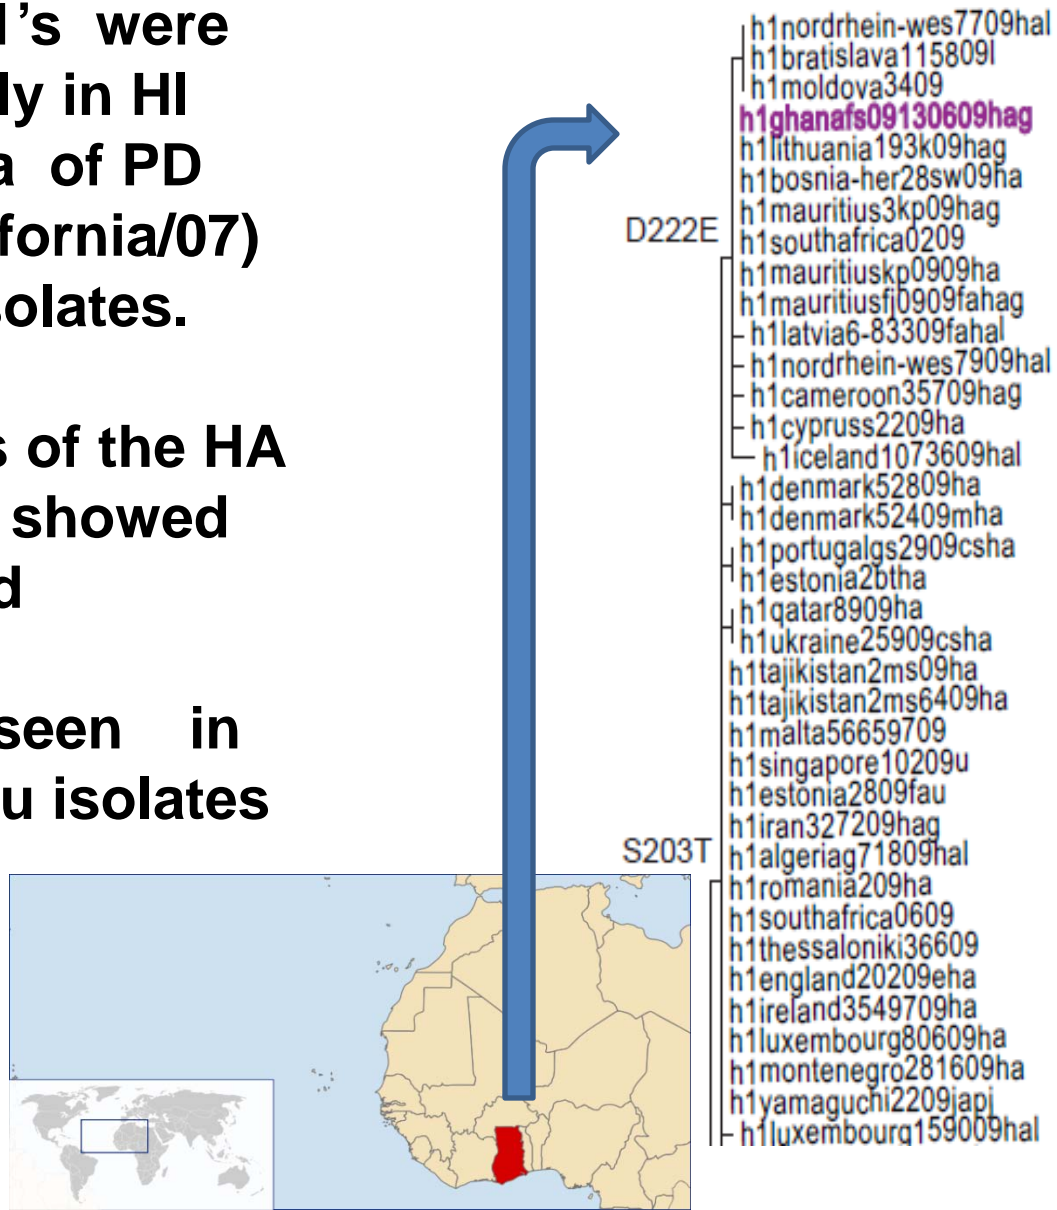 1’s were
ly in HI
a of PD
fornia/07)
solates.
s of the HA
showed
d
seen in
u isolates
h1nordrhein-wes7709hal
h1bratislava115809l
h1moldova3409
h1ghanafs09130609hag
h1lithuania193k09hag
h1bosnia-her28sw09ha
h1mauritius3kp09hag
D222E
h1southafrica0209
h1mauritiuskp0909ha
h1mauritiusfj0909fahag
h1latvia6-83309fahal
h1nordrhein-wes7909hal
h1cameroon35709hag
h1cypruss2209ha
h1iceland1073609hal
h1denmark52809ha
h1denmark52409mha
h1portugalgs2909csha
h1estonia2btha
h1qatar8909ha
h1ukraine25909csha
h1tajikistan2ms09ha
h1tajikistan2ms6409ha
h1malta56659709
h1singapore10209u
h1estonia2809fau
h1iran327209hag
S203T
h1algeriag71809hal
h1romania209ha
h1southafrica0609
h1thessaloniki36609
h1england20209eha
h1ireland3549709ha
h1luxembourg80609ha
h1montenegro281609ha
h1yamaguchi2209japj
h1luxembourg159009hal